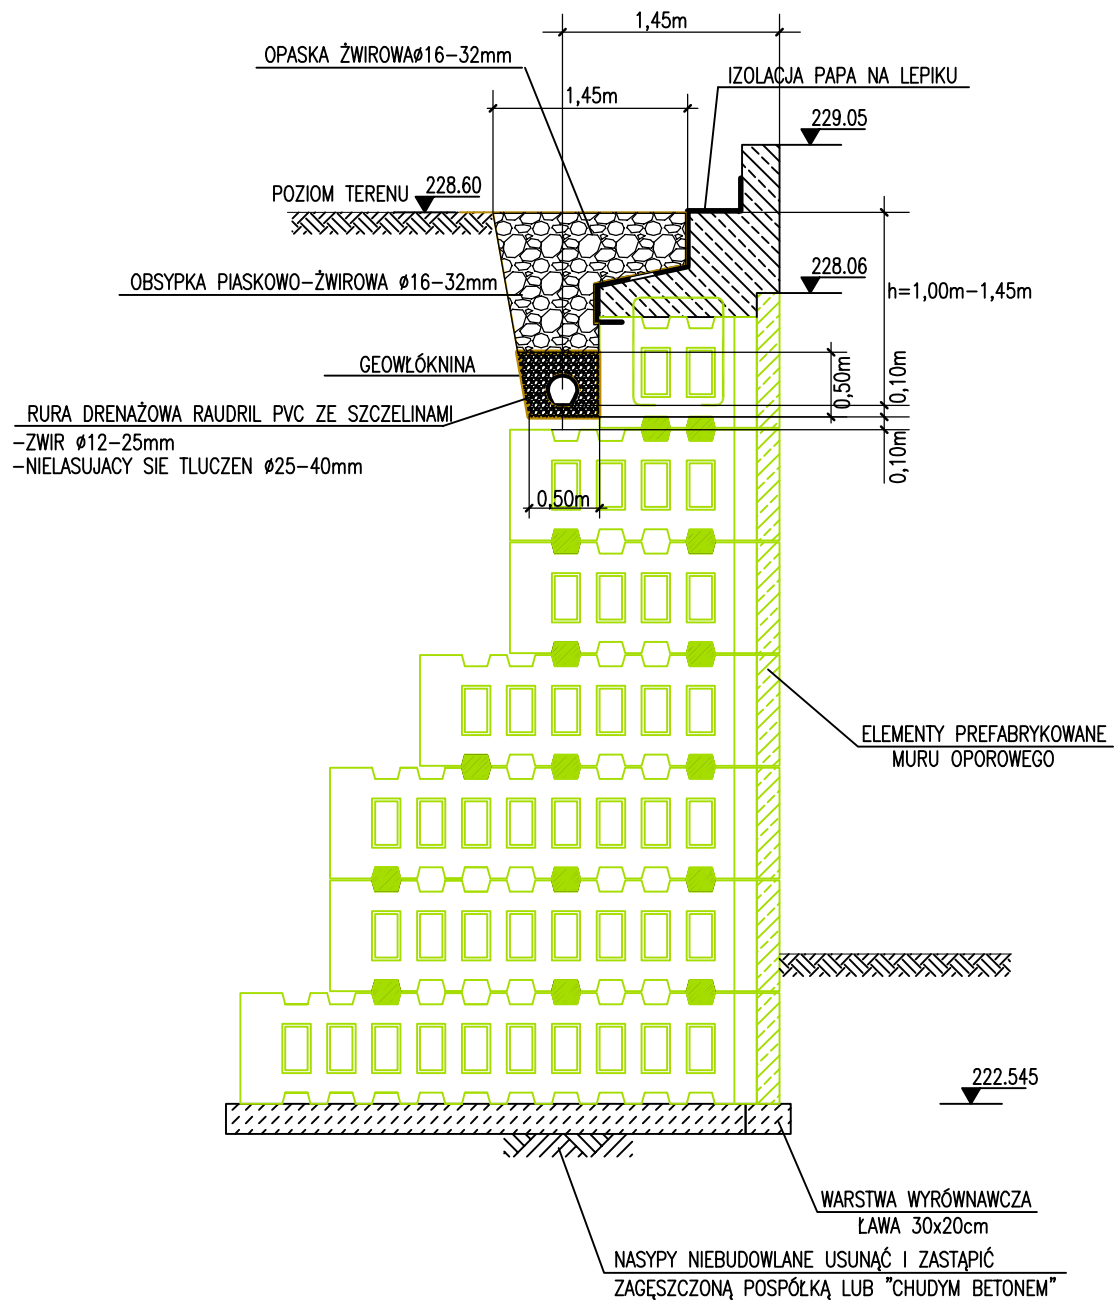 1,45m
OPASKA ŻWIROWAø16-32mm
IZOLACJA PAPA NA LEPIKU
1,45m
229.05
POZIOM TERENU 228.60
228.06
OBSYPKA PIASKOWO-ŻWIROWA ø16-32mm
h=1,00m-1,45m
GEOWŁÓKNINA
0,50m
0,10m
RURA DRENAŻOWA RAUDRIL PVC ZE SZCZELINAMI
-ZWIR ø12-25mm
-NIELASUJACY SIE TLUCZEN ø25-40mm
0,10m
0,50m
ELEMENTY PREFABRYKOWANE
MURU OPOROWEGO
222.545
WARSTWA WYRÓWNAWCZA
ŁAWA 30x20cm
NASYPY NIEBUDOWLANE USUNĄĆ I ZASTĄPIĆ
ZAGĘSZCZONĄ POSPÓŁKĄ LUB "CHUDYM BETONEM"